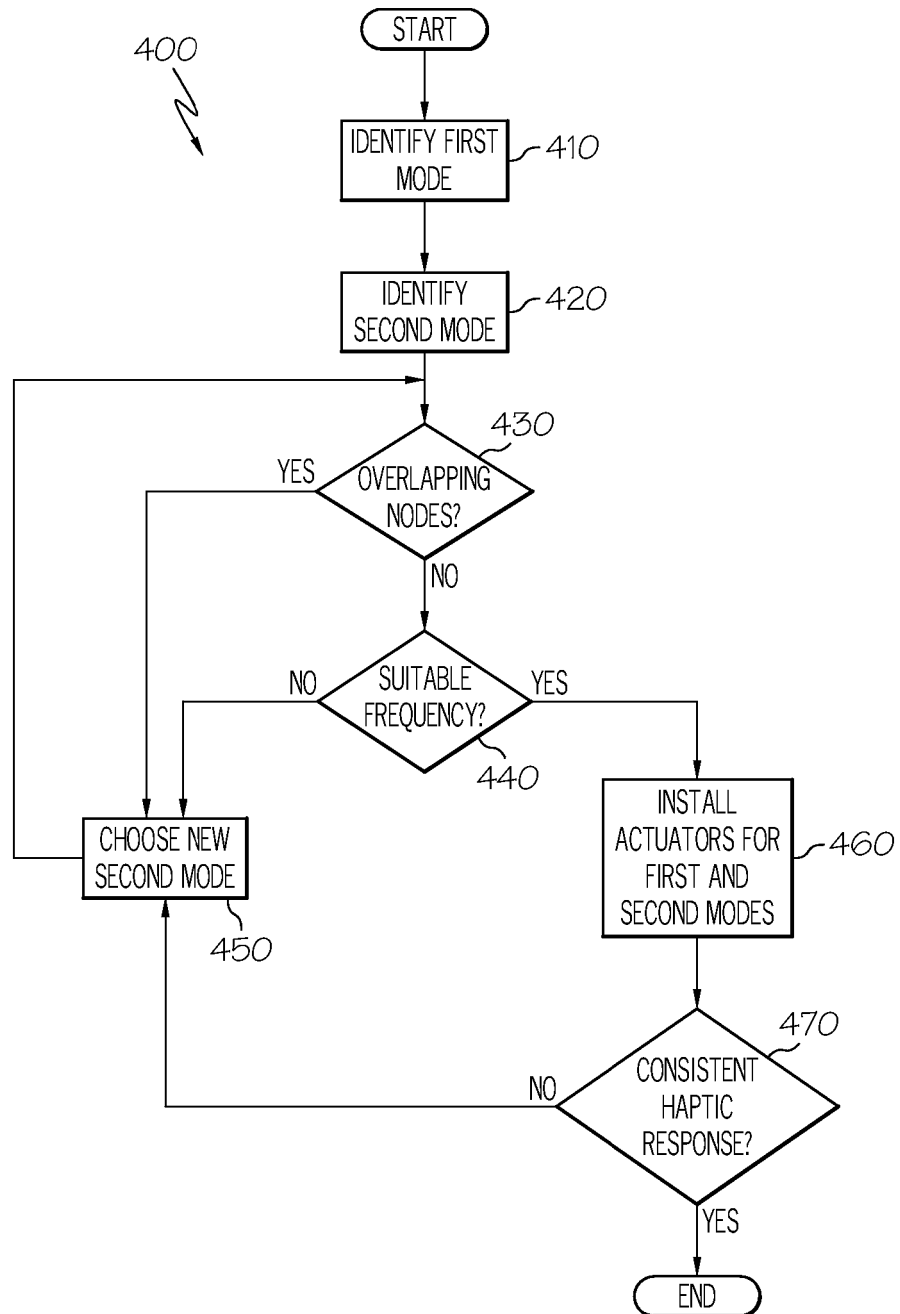 START
400
IDENTIFY FIRST
MODE
410
IDENTIFY
SECOND MODE
420
430
YES
OVERLAPPING
NODES?
NO
NO
SUITABLE
FREQUENCY?
YES
440
CHOOSE NEW
SECOND MODE
450
INSTALL
ACTUATORS FOR
FIRST AND
SECOND MODES
460
470
NO
CONSISTENT
HAPTIC
RESPONSE?
YES
END